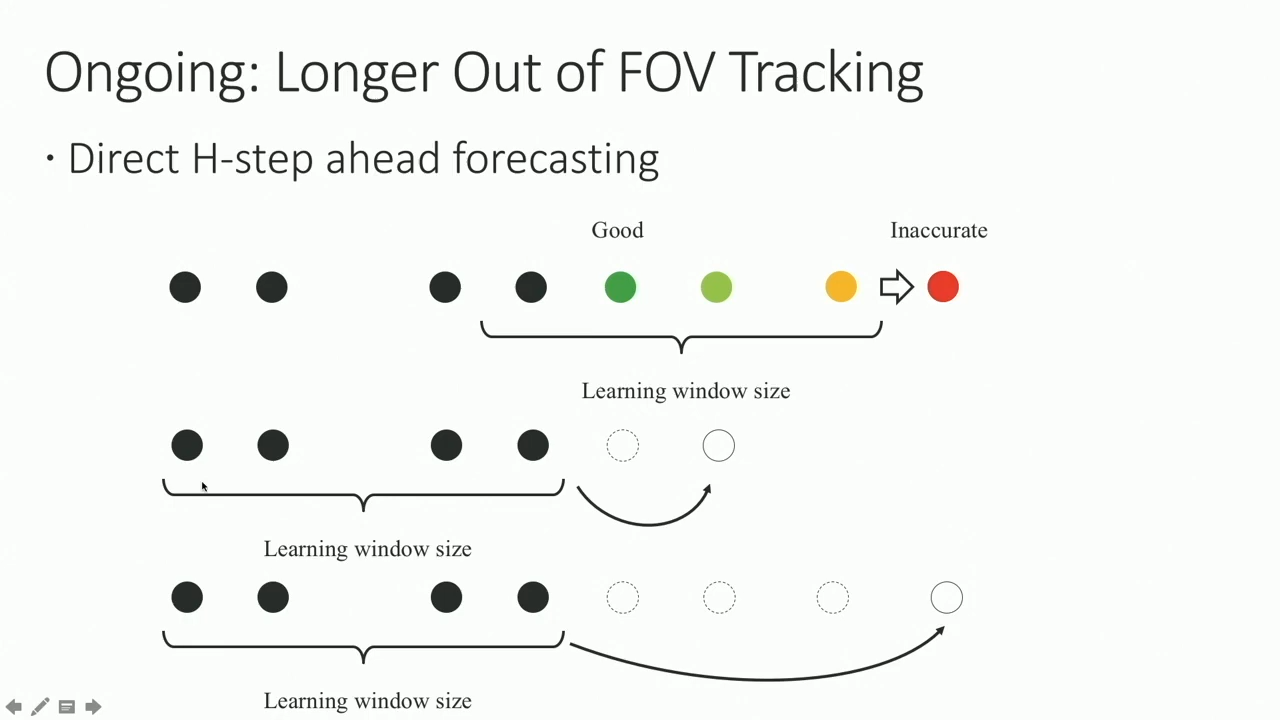 Ongoing: Longer Out of FOV Tracking
· Direct H-step ahead forecasting
Good
Inaccurate
Learning window size
Learning window size
Learning window size